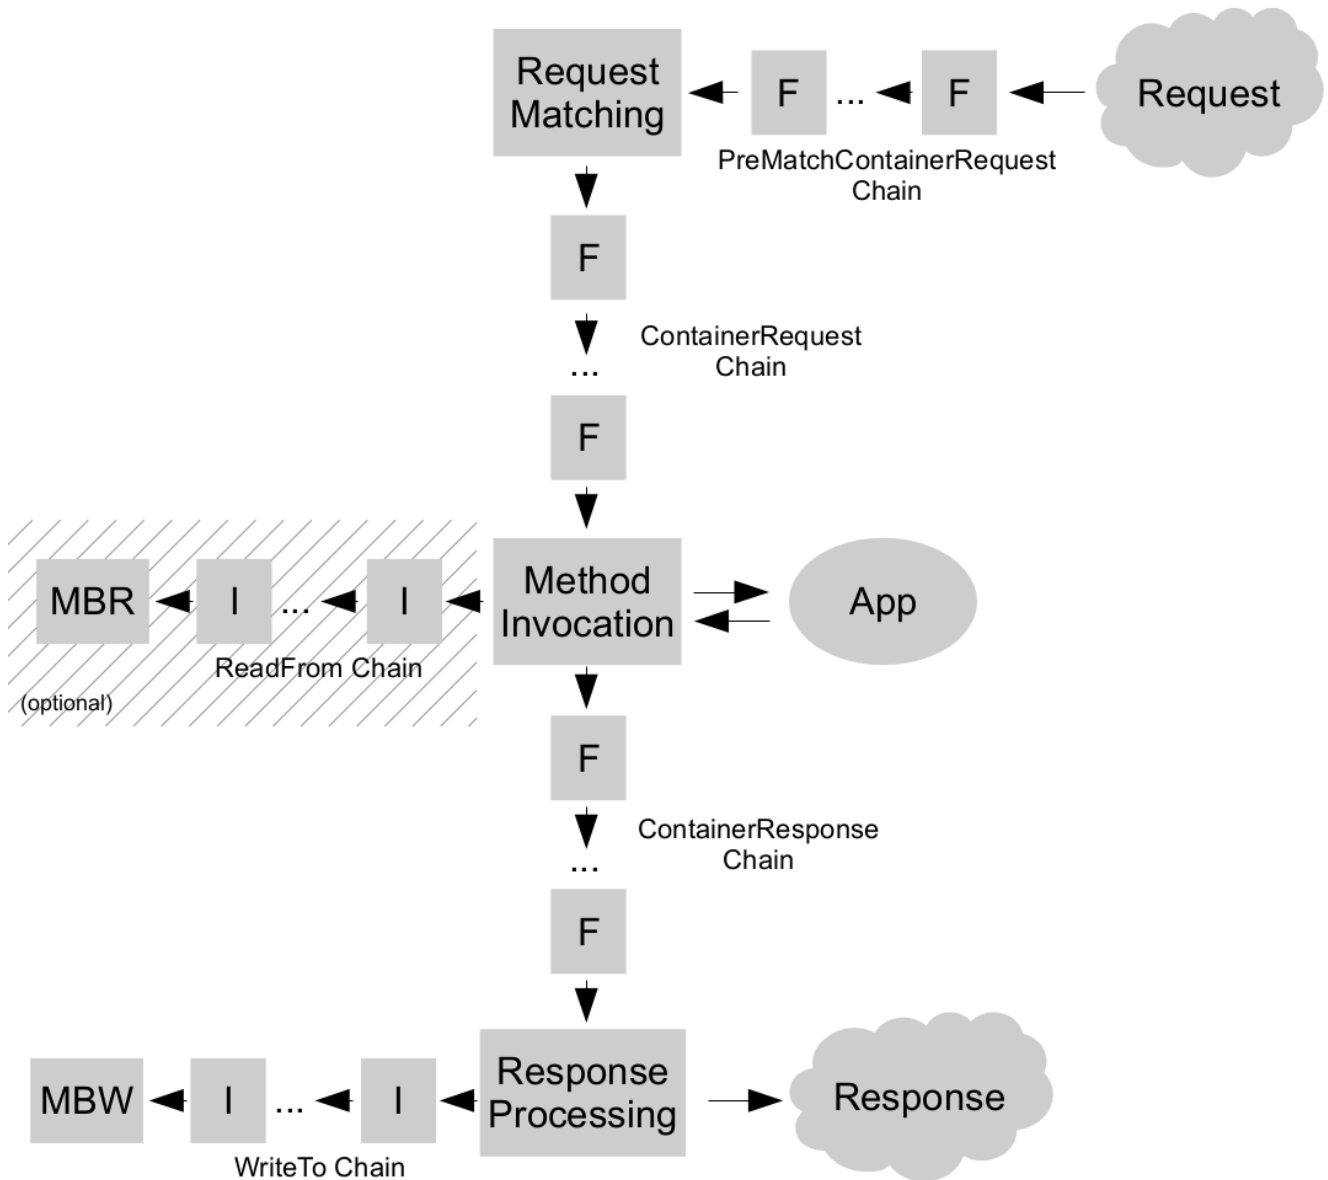 Request
Matching
F
...
F
Request
PreMatchContainerRequest
Chain
F
ContainerRequest
Chain
...
F
MBR
I
...
I
Method
Invocation
App
ReadFrom Chain
(optional)
F
ContainerResponse
Chain
...
F
MBW
I
...
I
Response
Processing
Response
WriteTo Chain